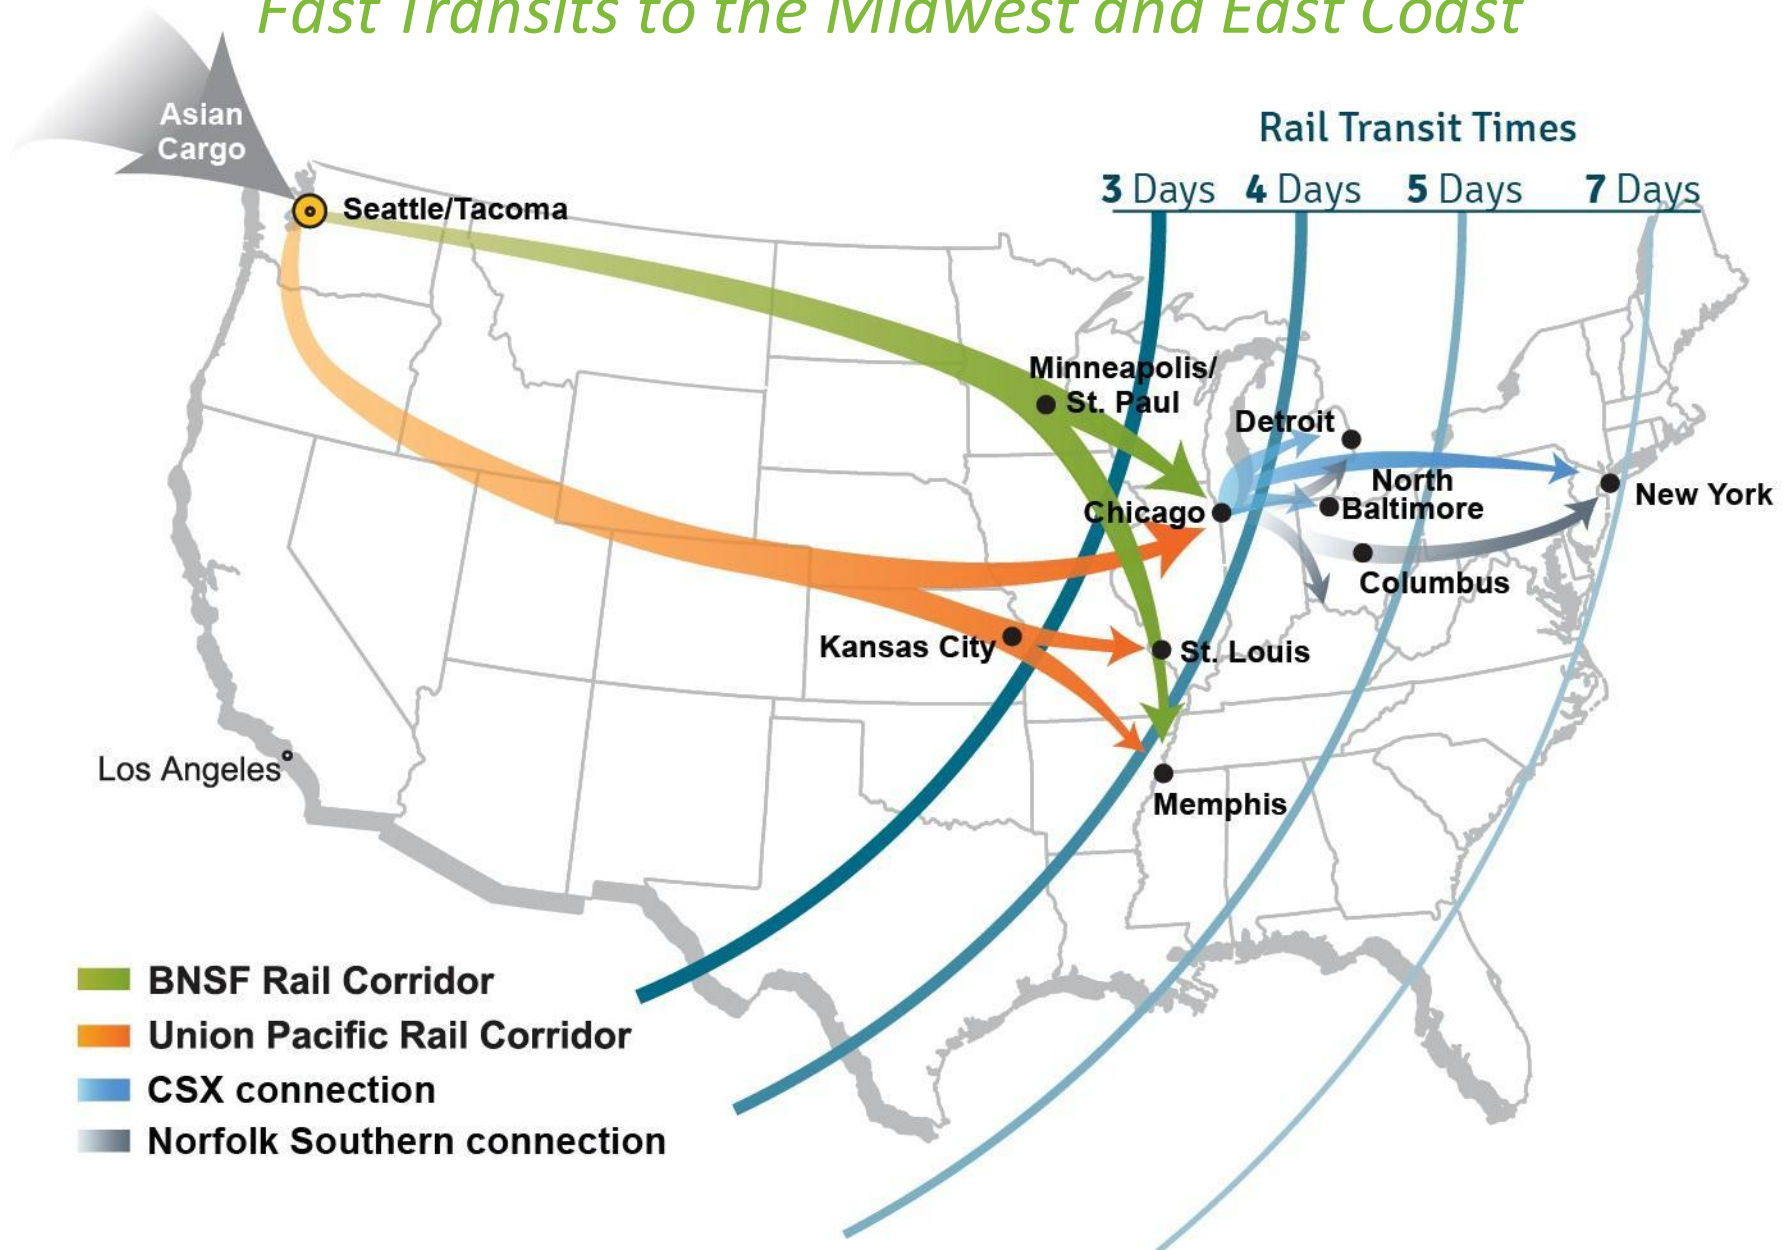 Fast Transits to the Midwest and East Coast
Asian
Cargo
Rail Transit Times
3 Days 4 Days 5 Days 7 Days
Seattle/Tacoma
Minneapolis/
St. Paul
Detroit
North
Baltimore
New York
Chicago
Columbus
Kansas City
St. Louis
Los Angeles
Memphis
BNSF Rail Corridor
Union Pacific Rail Corridor
CSX connection
Norfolk Southern connection